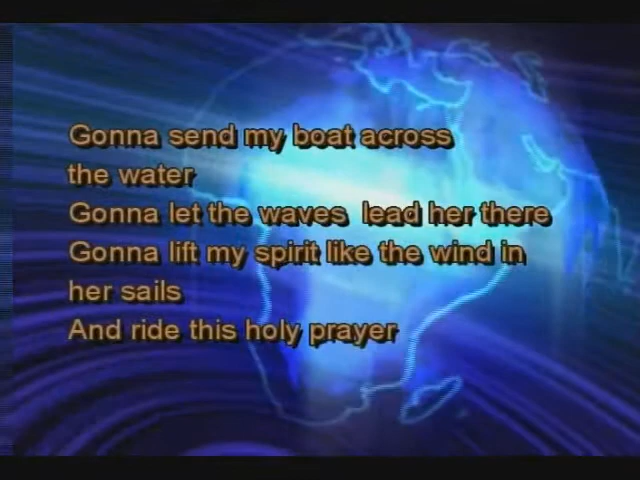 Gonna send my boat across
the water
Gonna let the waves  lead her there
Gonna lift my spirit like the wind in
her sails
And ride this holy prayer